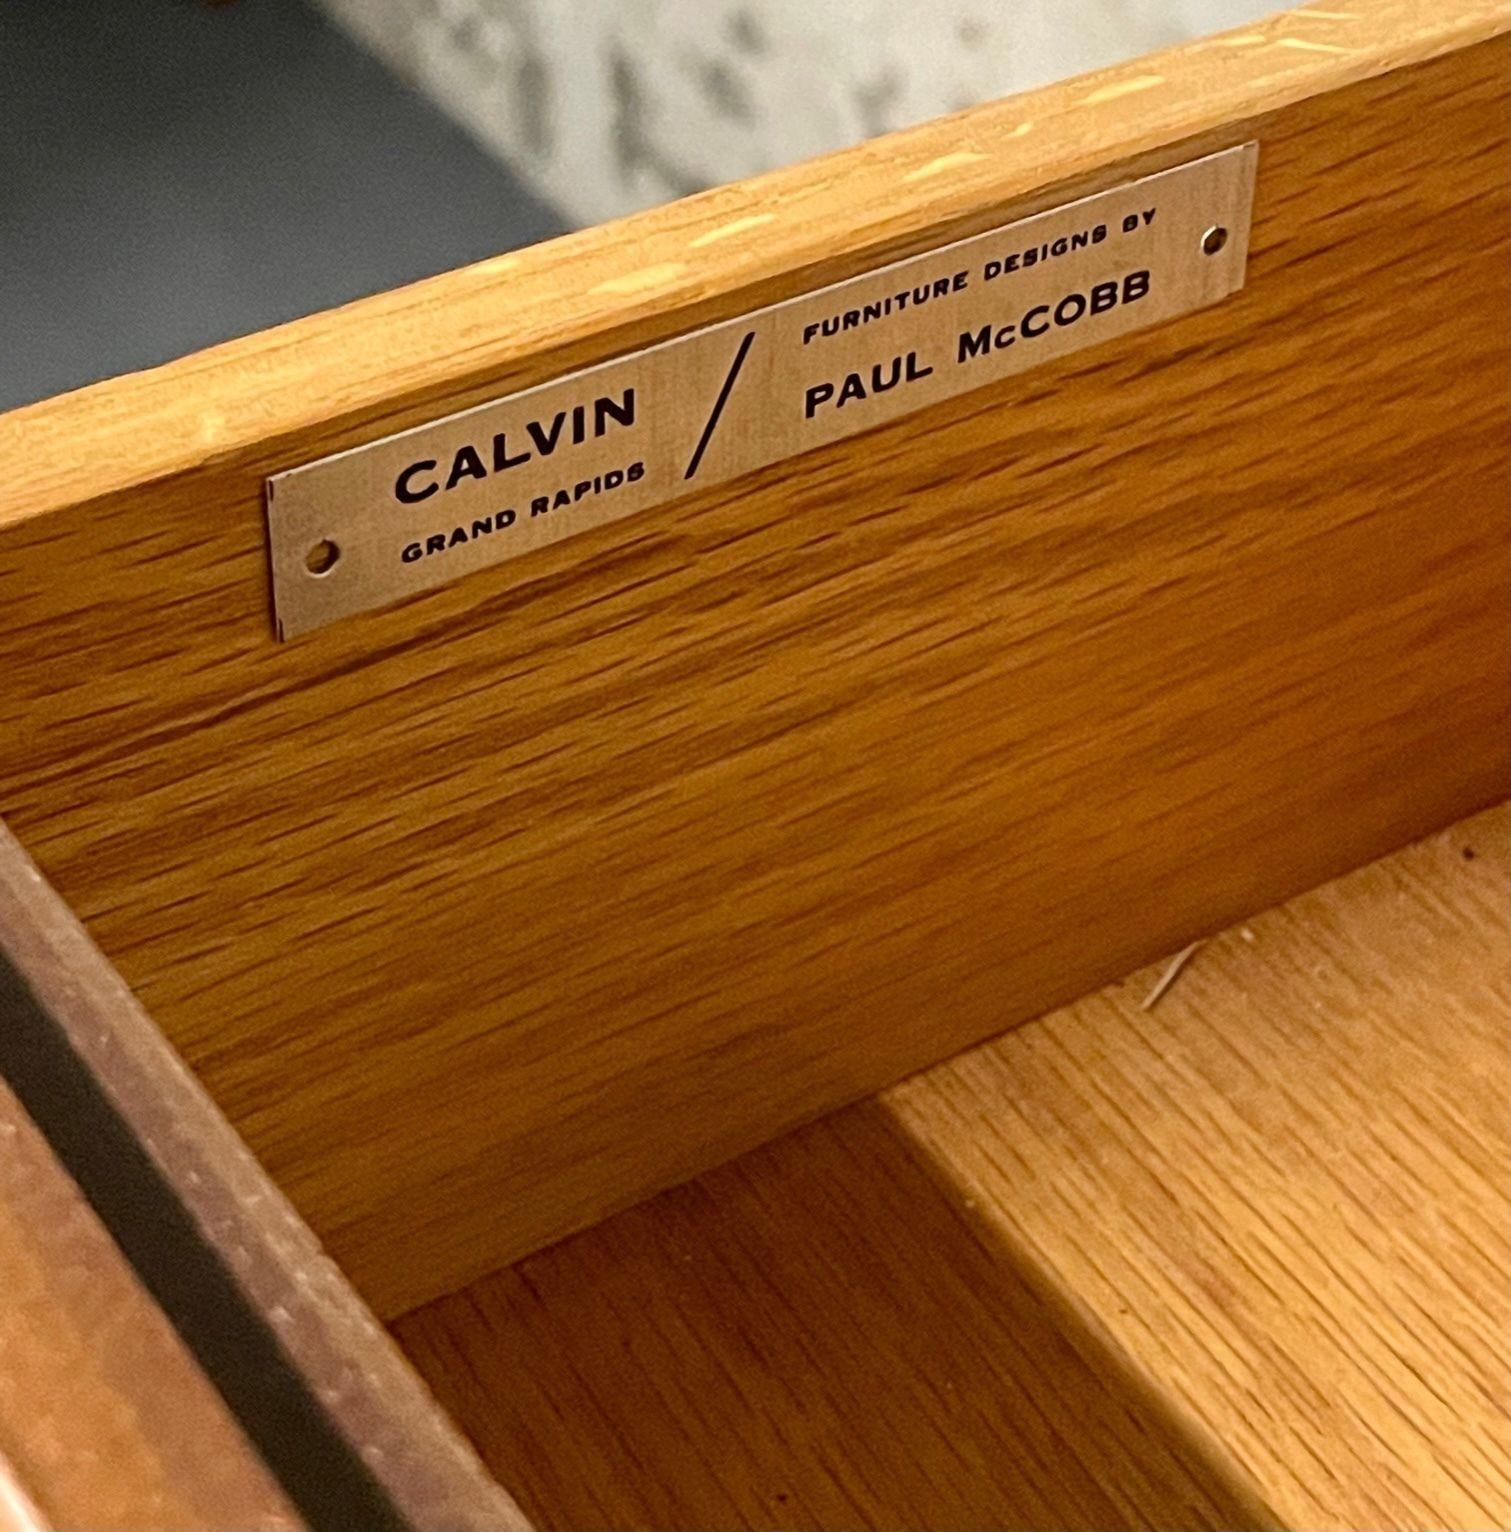 CALVIN
GRAND RAPIDS
/
FURNITURE DESIGNS BY
PAUL McCOBB